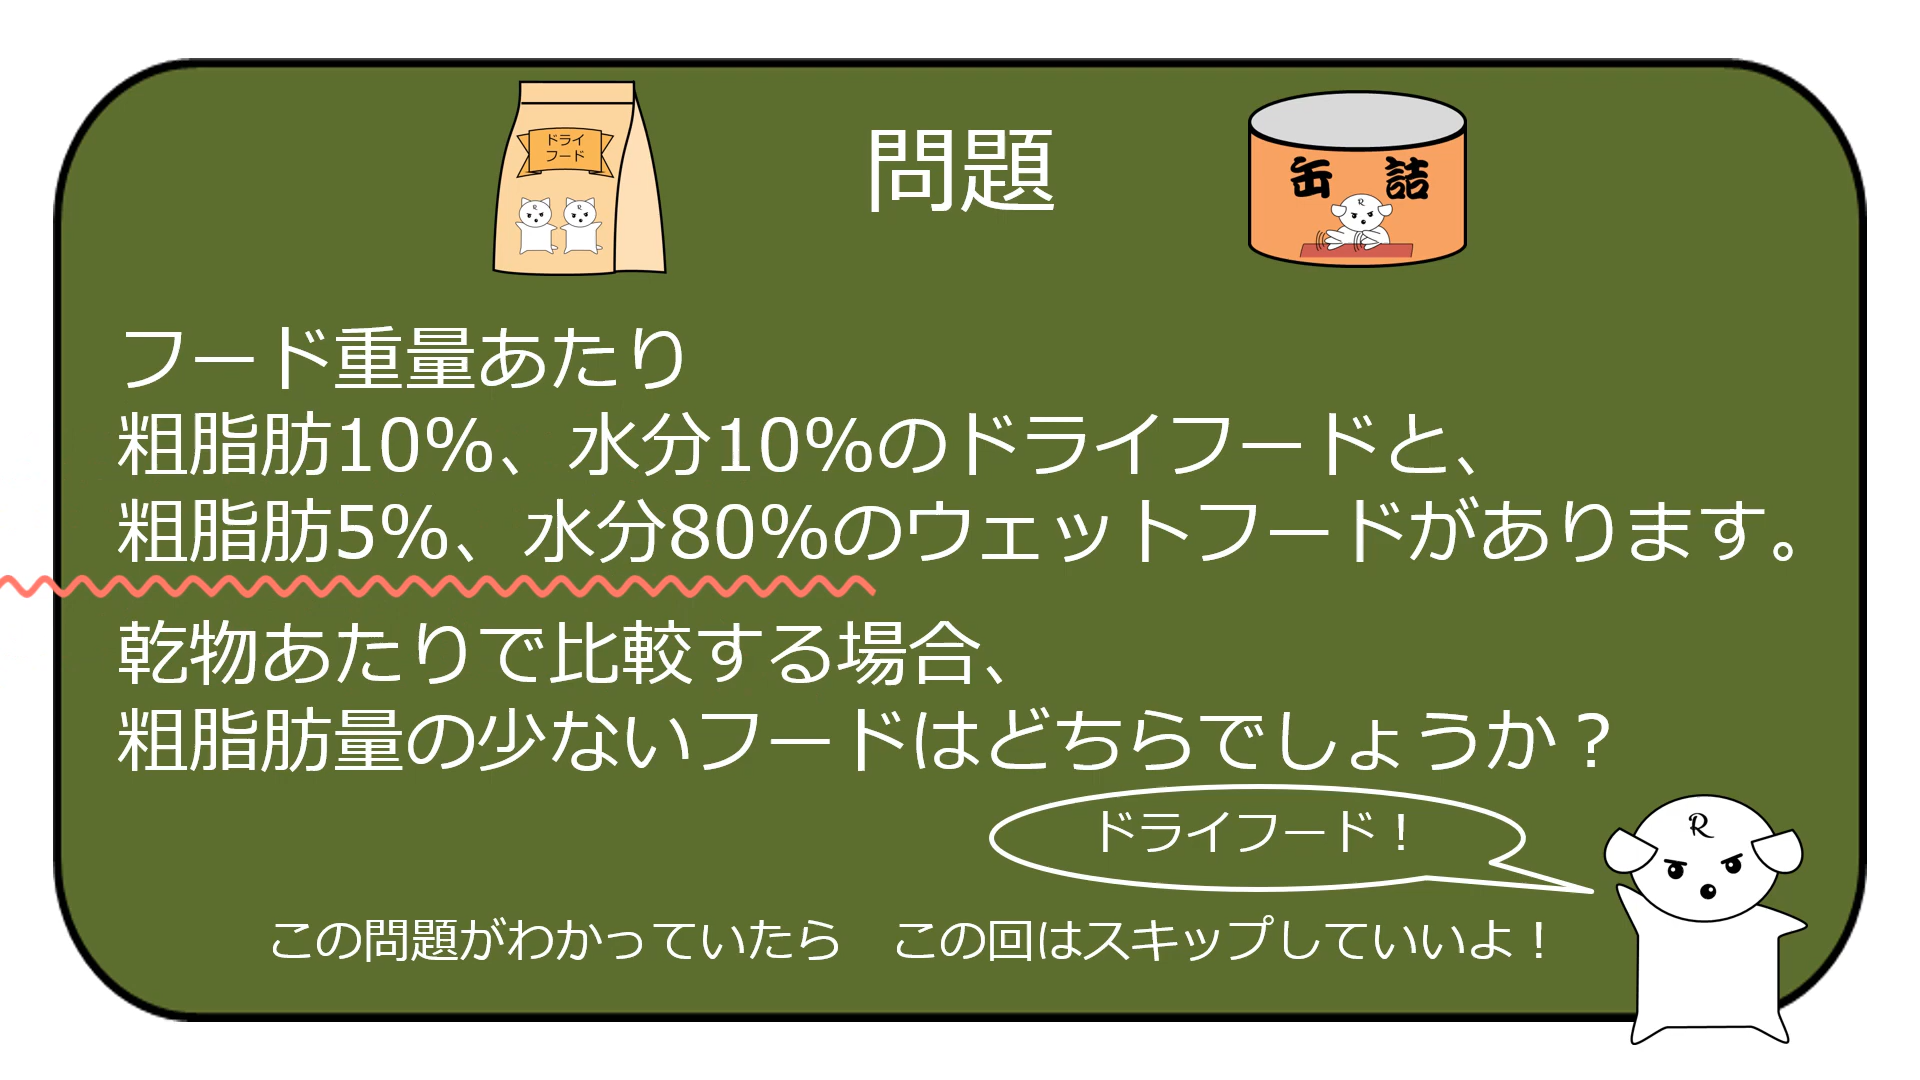 ドライ
フード
問題
缶 詰
R
R
R
フード重量あたり
粗脂肪10%、水分10%のドライフードと、
粗脂肪5%、水分80%のウェットフードがあります。
乾物あたりで比較する場合、
粗脂肪量の少ないフードはどちらでしょうか？
ドライフード！
R
この問題がわかっていたら　この回はスキップしていいよ！